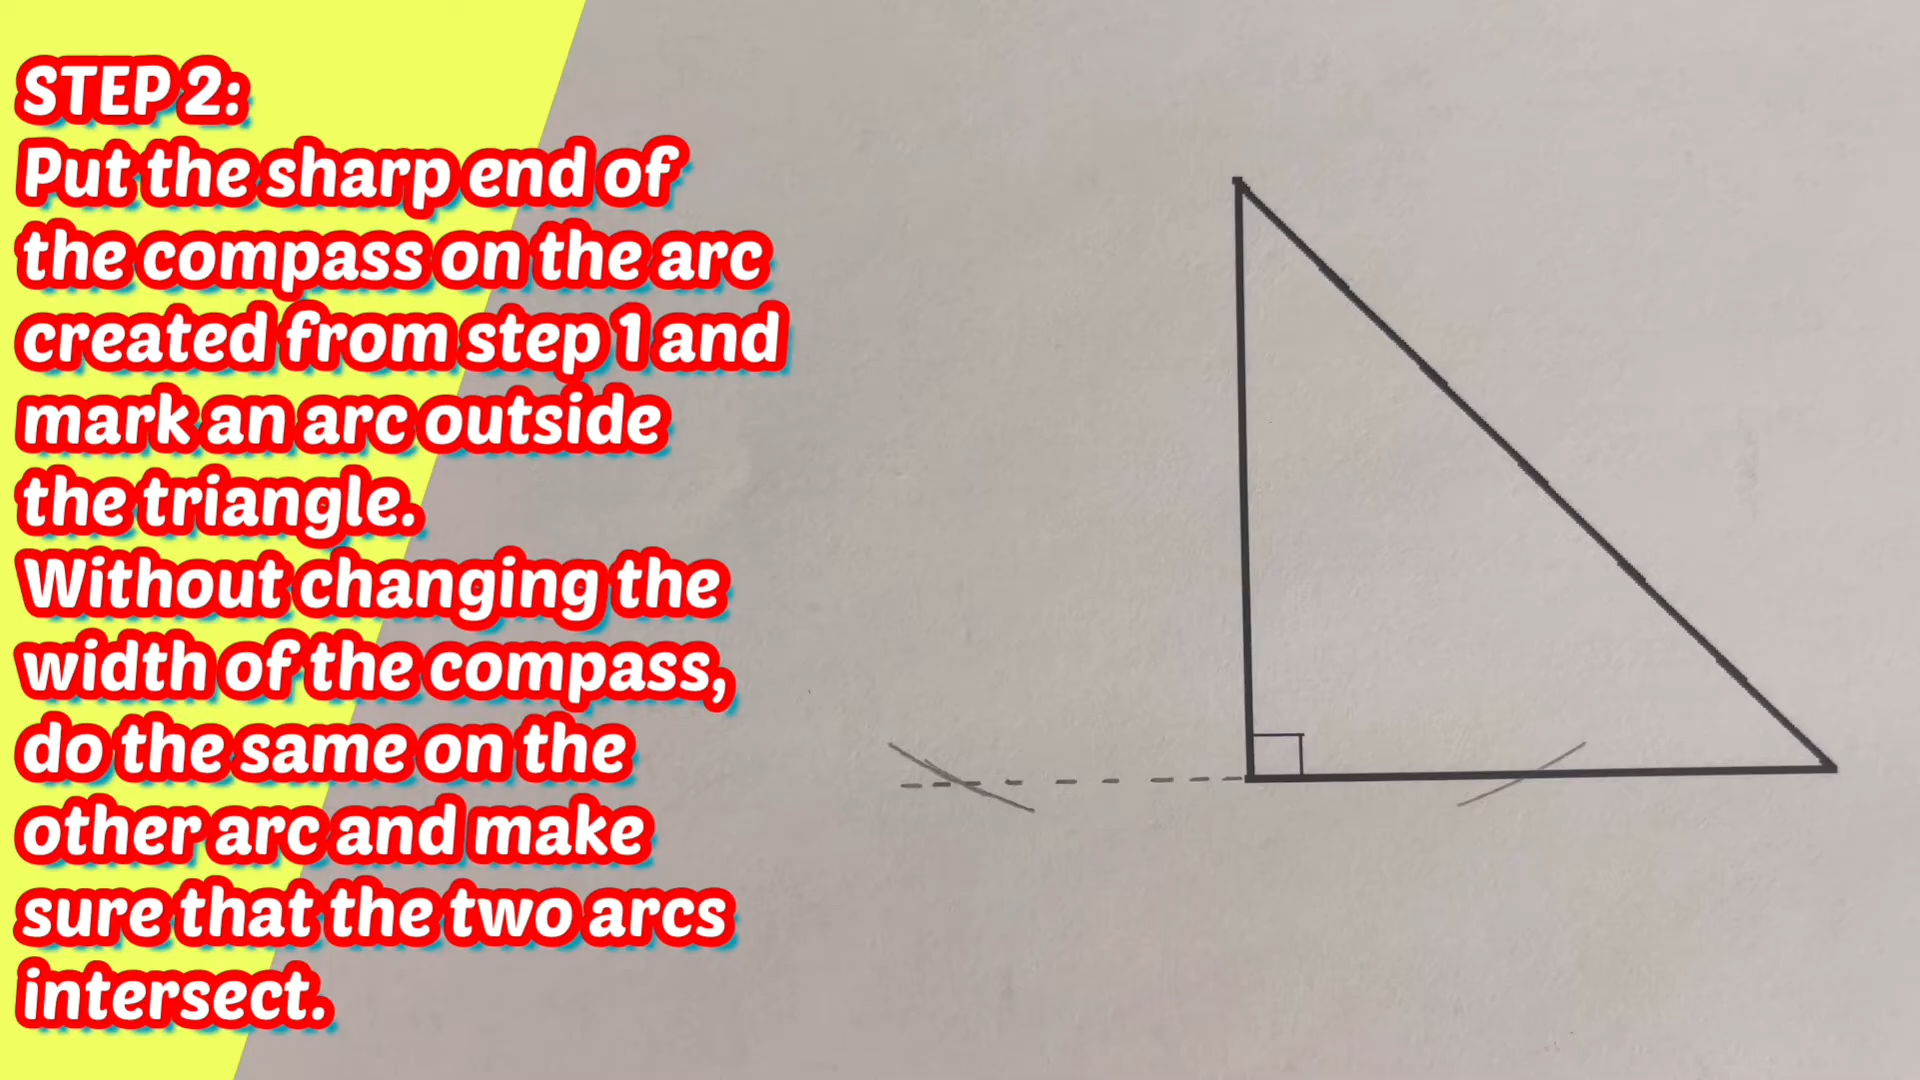 STEP 2:
Put the sharp end of
the compass on the arc
created from step 1 and
mark an arc outside
the triangle.
Without changing the
width of the compass,
do the same on the
other arc and make
sure that the two arcs
intersect.